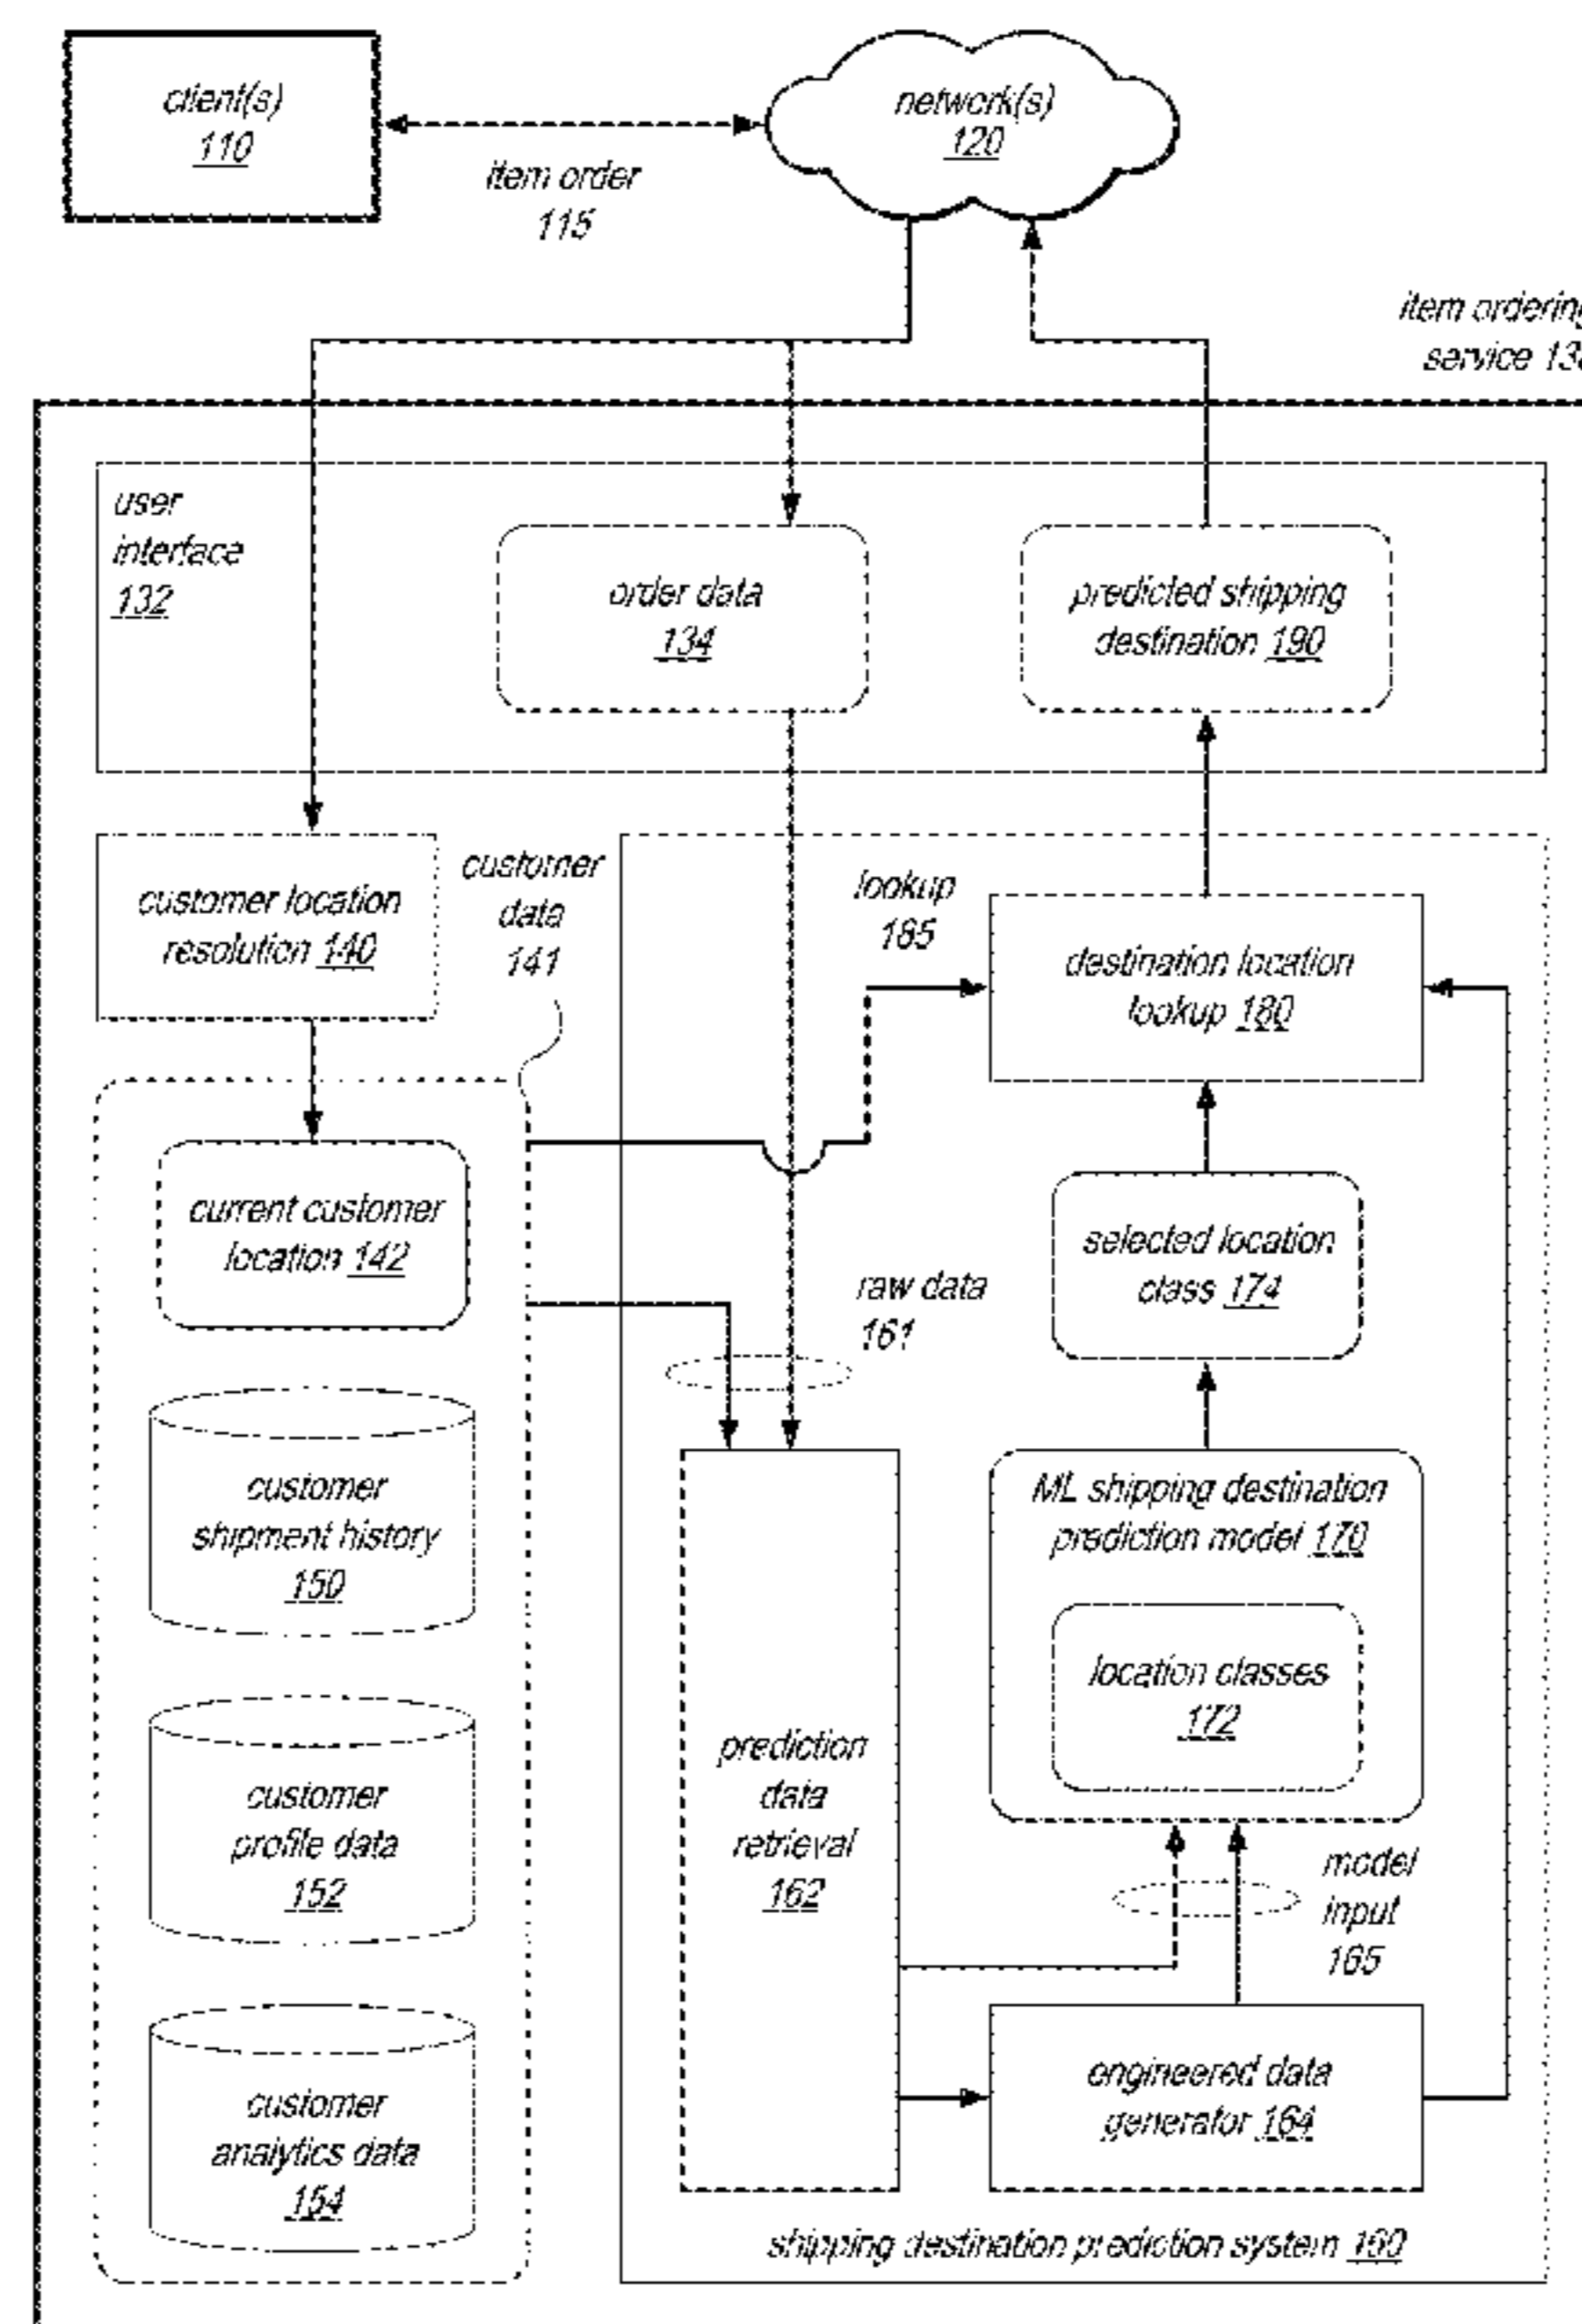 client(s)
110
item order
115
network(s)
120
item ordering
service
user
interface
132
order data
134
predicted shipping
destination 190
customer location
resolution 140
customer
data
141
lookup
185
destination location
lookup 180
current customer
location 142
selected location
class 174
raw data
161
customer
shipment history
150
ML shipping destination
prediction model 170
location classes
172
prediction
data
retrieval
162
customer
profile data
152
model
input
165
customer
analytics data
154
engineered data
generator 164
shipping destination prediction system 160